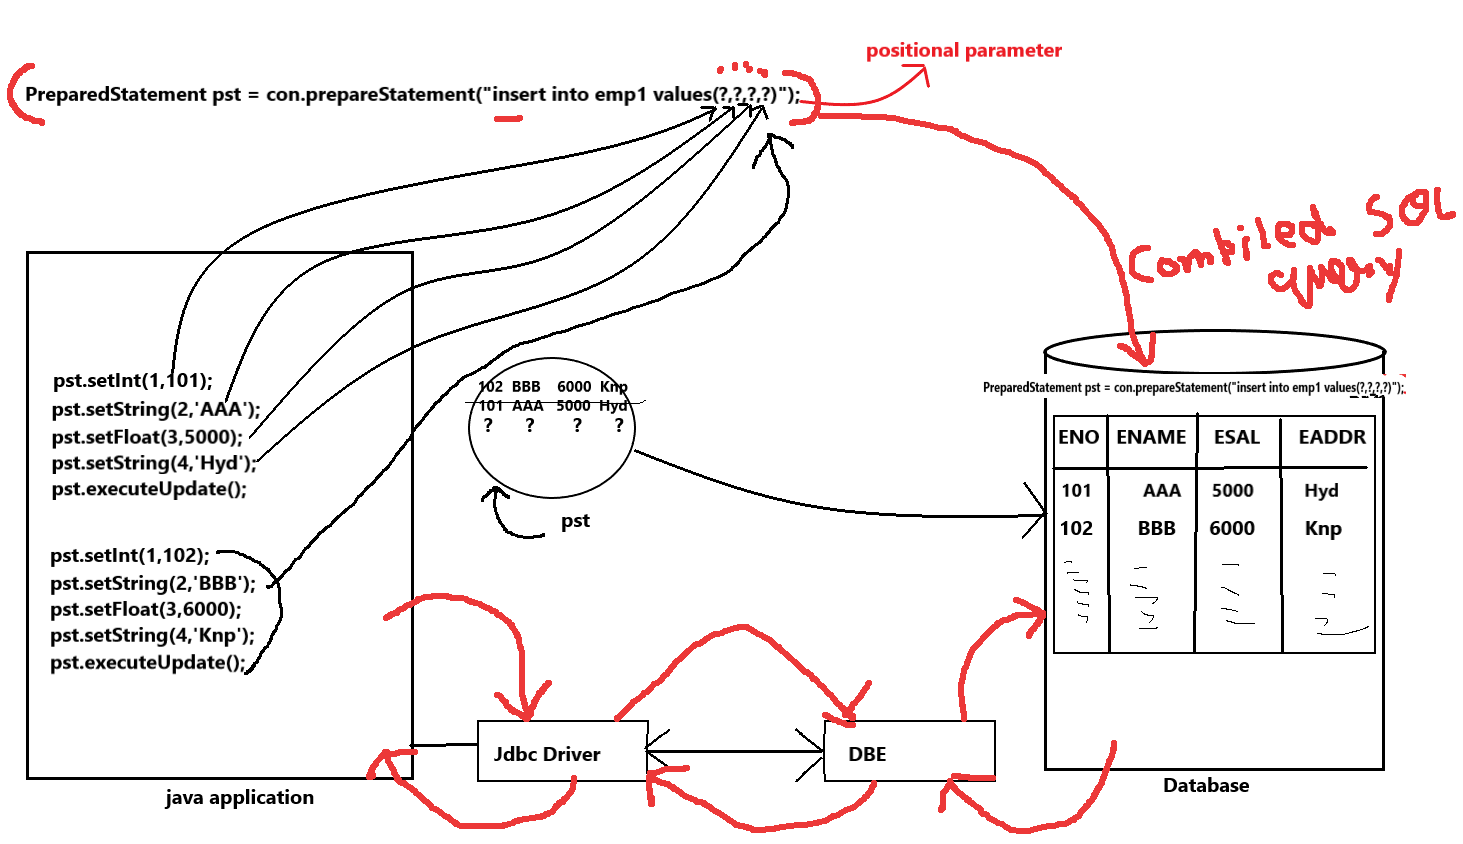 positional parameter
PreparedStatement pst = con.prepareStatement("insert into emp1 values(?,?,?,?)");
Compiled SQL
query
pst.setInt(1,101);
pst.setString(2,'AAA');
pst.setFloat(3,5000);
pst.setString(4,'Hyd');
pst.executeUpdate();
pst.setInt(1,102);
pst.setString(2,'BBB');
pst.setFloat(3,6000);
pst.setString(4,'Knp');
pst.executeUpdate();
java application
102 BBB 6000 Knp
101 AAA 5000 Hyd
? ? ? ?
pst
PreparedStatement pst = con.prepareStatement("insert into emp1 values(?,?,?,?)");
ENO ENAME ESAL EADDR
101 AAA 5000 Hyd
102 BBB 6000 Knp
Jdbc Driver
DBE
Database